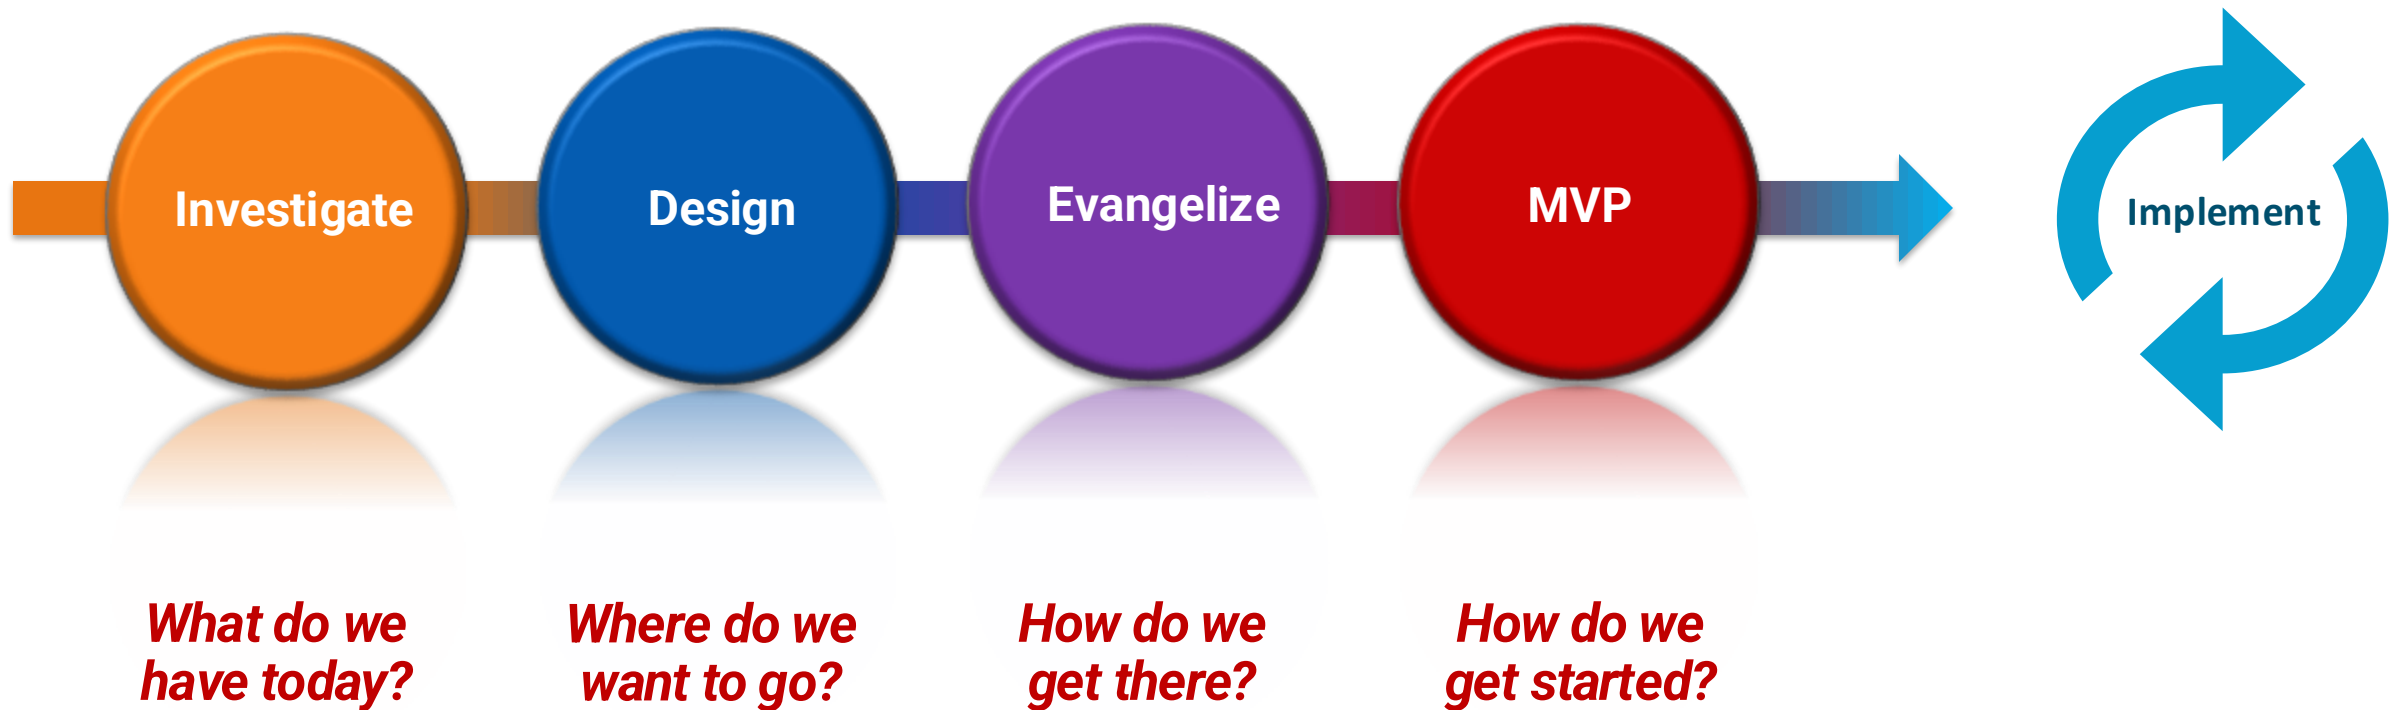 Investigate
Design
Evangelize
MVP
Implement
What do we
have today?
Where do we
want to go?
How do we
get there?
How do we
get started?